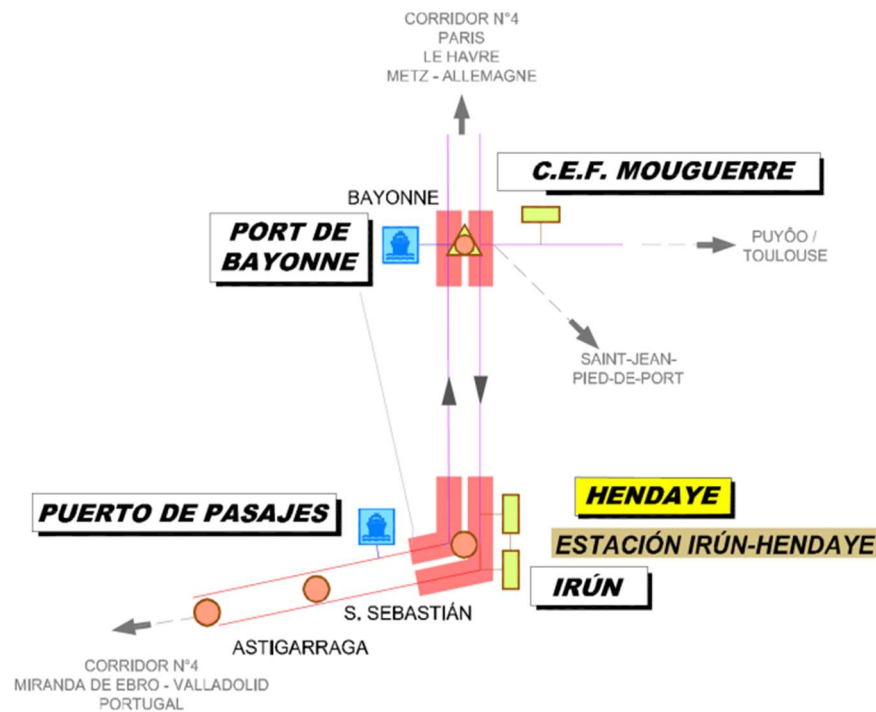 CORRIDOR N°4
PARIS
LE HAVRE
METZ - ALLEMAGNE
C.E.F. MOUGUERRE
BAYONNE
PORT DE
BAYONNE
PUYÔO /
TOULOUSE
SAINT-JEAN-
PIED-DE-PORT
HENDAYE
PUERTO DE PASAJES
ESTACIÓN IRÚN-HENDAYE
IRÚN
S. SEBASTIÁN
ASTIGARRAGA
CORRIDOR N°4
MIRANDA DE EBRO - VALLADOLID
PORTUGAL